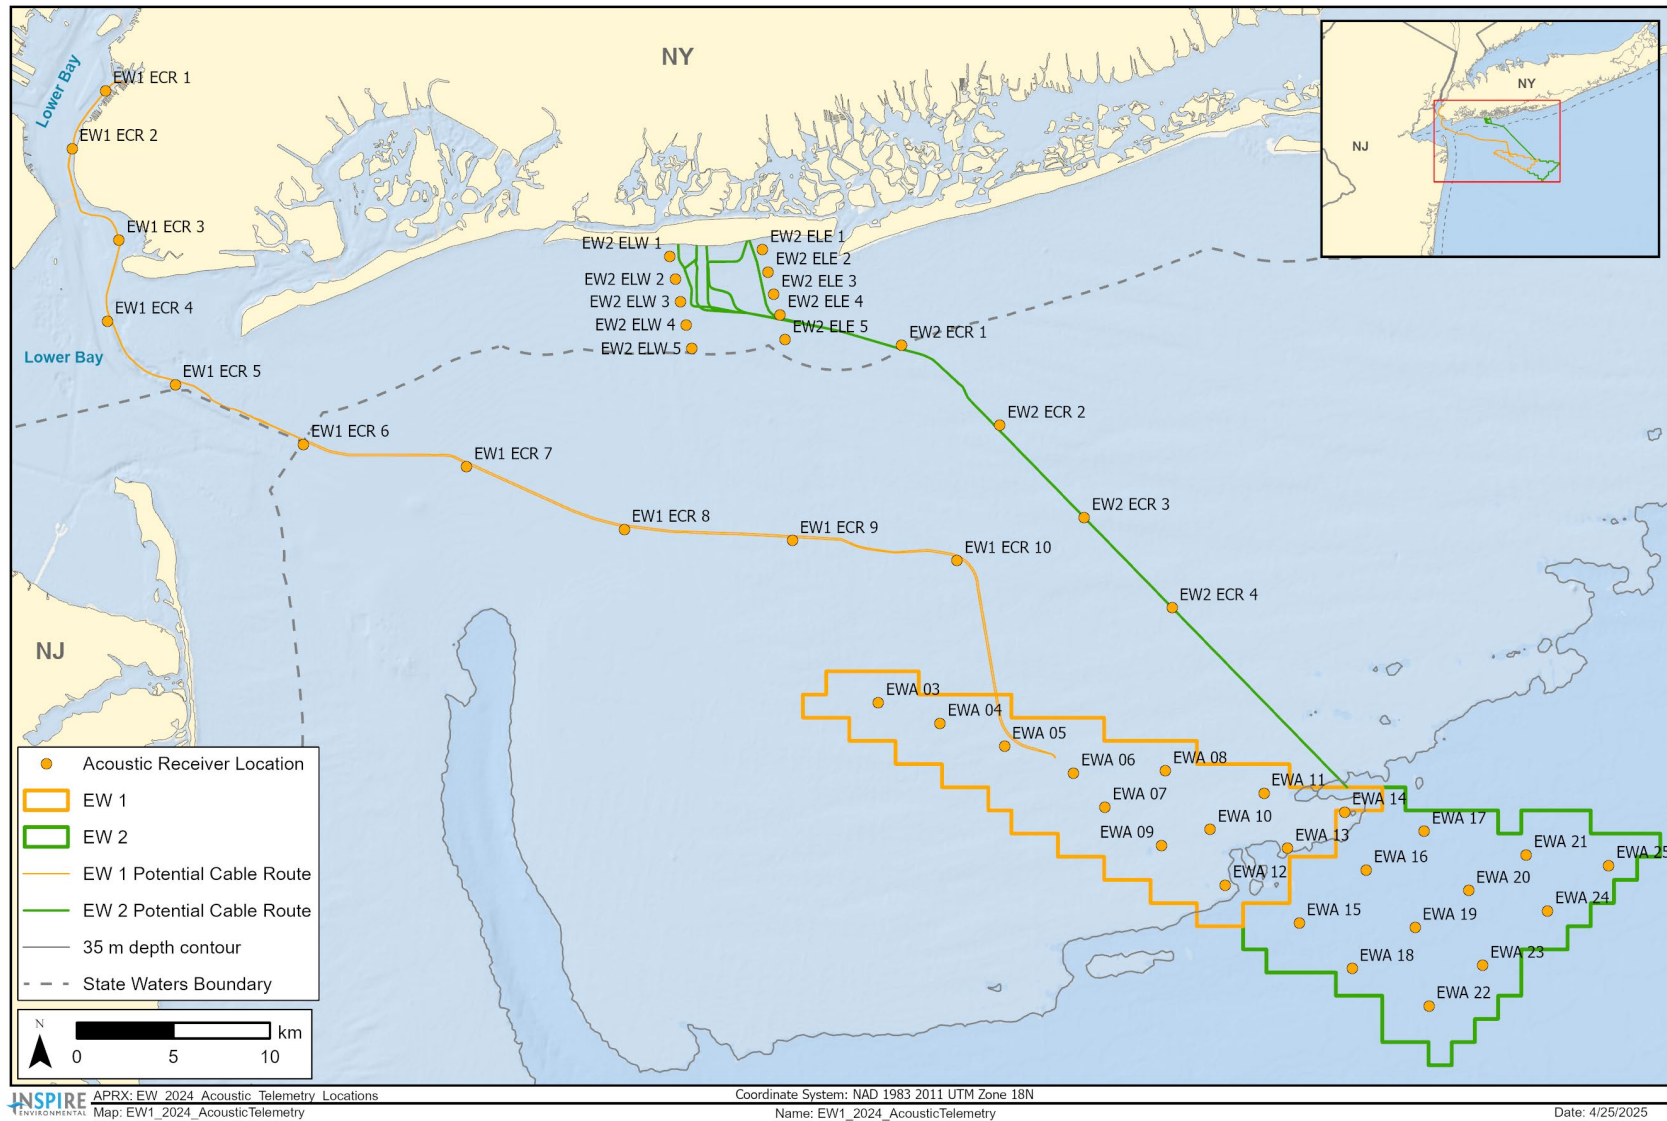 NY
Lower Bay
EW1 ECR 1
EW1 ECR 2
EW1 ECR 3
EW1 ECR 4
Lower Bay
EW1 ECR 5
EW1 ECR 6
EW1 ECR 7
EW1 ECR 8
EW1 ECR 9
EW1 ECR 10
EW2 ELW 1
EW2 ELW 2
EW2 ELW 3
EW2 ELW 4
EW2 ELW 5
EW2 ELE 1
EW2 ELE 2
EW2 ELE 3
EW2 ELE 4
EW2 ELE 5
EW2 ECR 1
EW2 ECR 2
EW2 ECR 3
EW2 ECR 4
NY
NJ
NJ
EWA 03
EWA 04
EWA 05
EWA 06
EWA 07
EWA 08
EWA 09
EWA 10
EWA 11
EWA 12
EWA 13
EWA 14
EWA 15
EWA 16
EWA 17
EWA 18
EWA 19
EWA 20
EWA 21
EWA 22
EWA 23
EWA 24
EWA 25
Acoustic Receiver Location
EW 1
EW 2
EW 1 Potential Cable Route
EW 2 Potential Cable Route
35 m depth contour
State Waters Boundary
N
km
0 5 10
INSPIRE
ENVIRONMENTAL
APRX: EW_2024_Acoustic_Telemetry_Locations
Map: EW1_2024_AcousticTelemetry
Coordinate System: NAD 1983 2011 UTM Zone 18N
Name: EW1_2024_AcousticTelemetry
Date: 4/25/2025